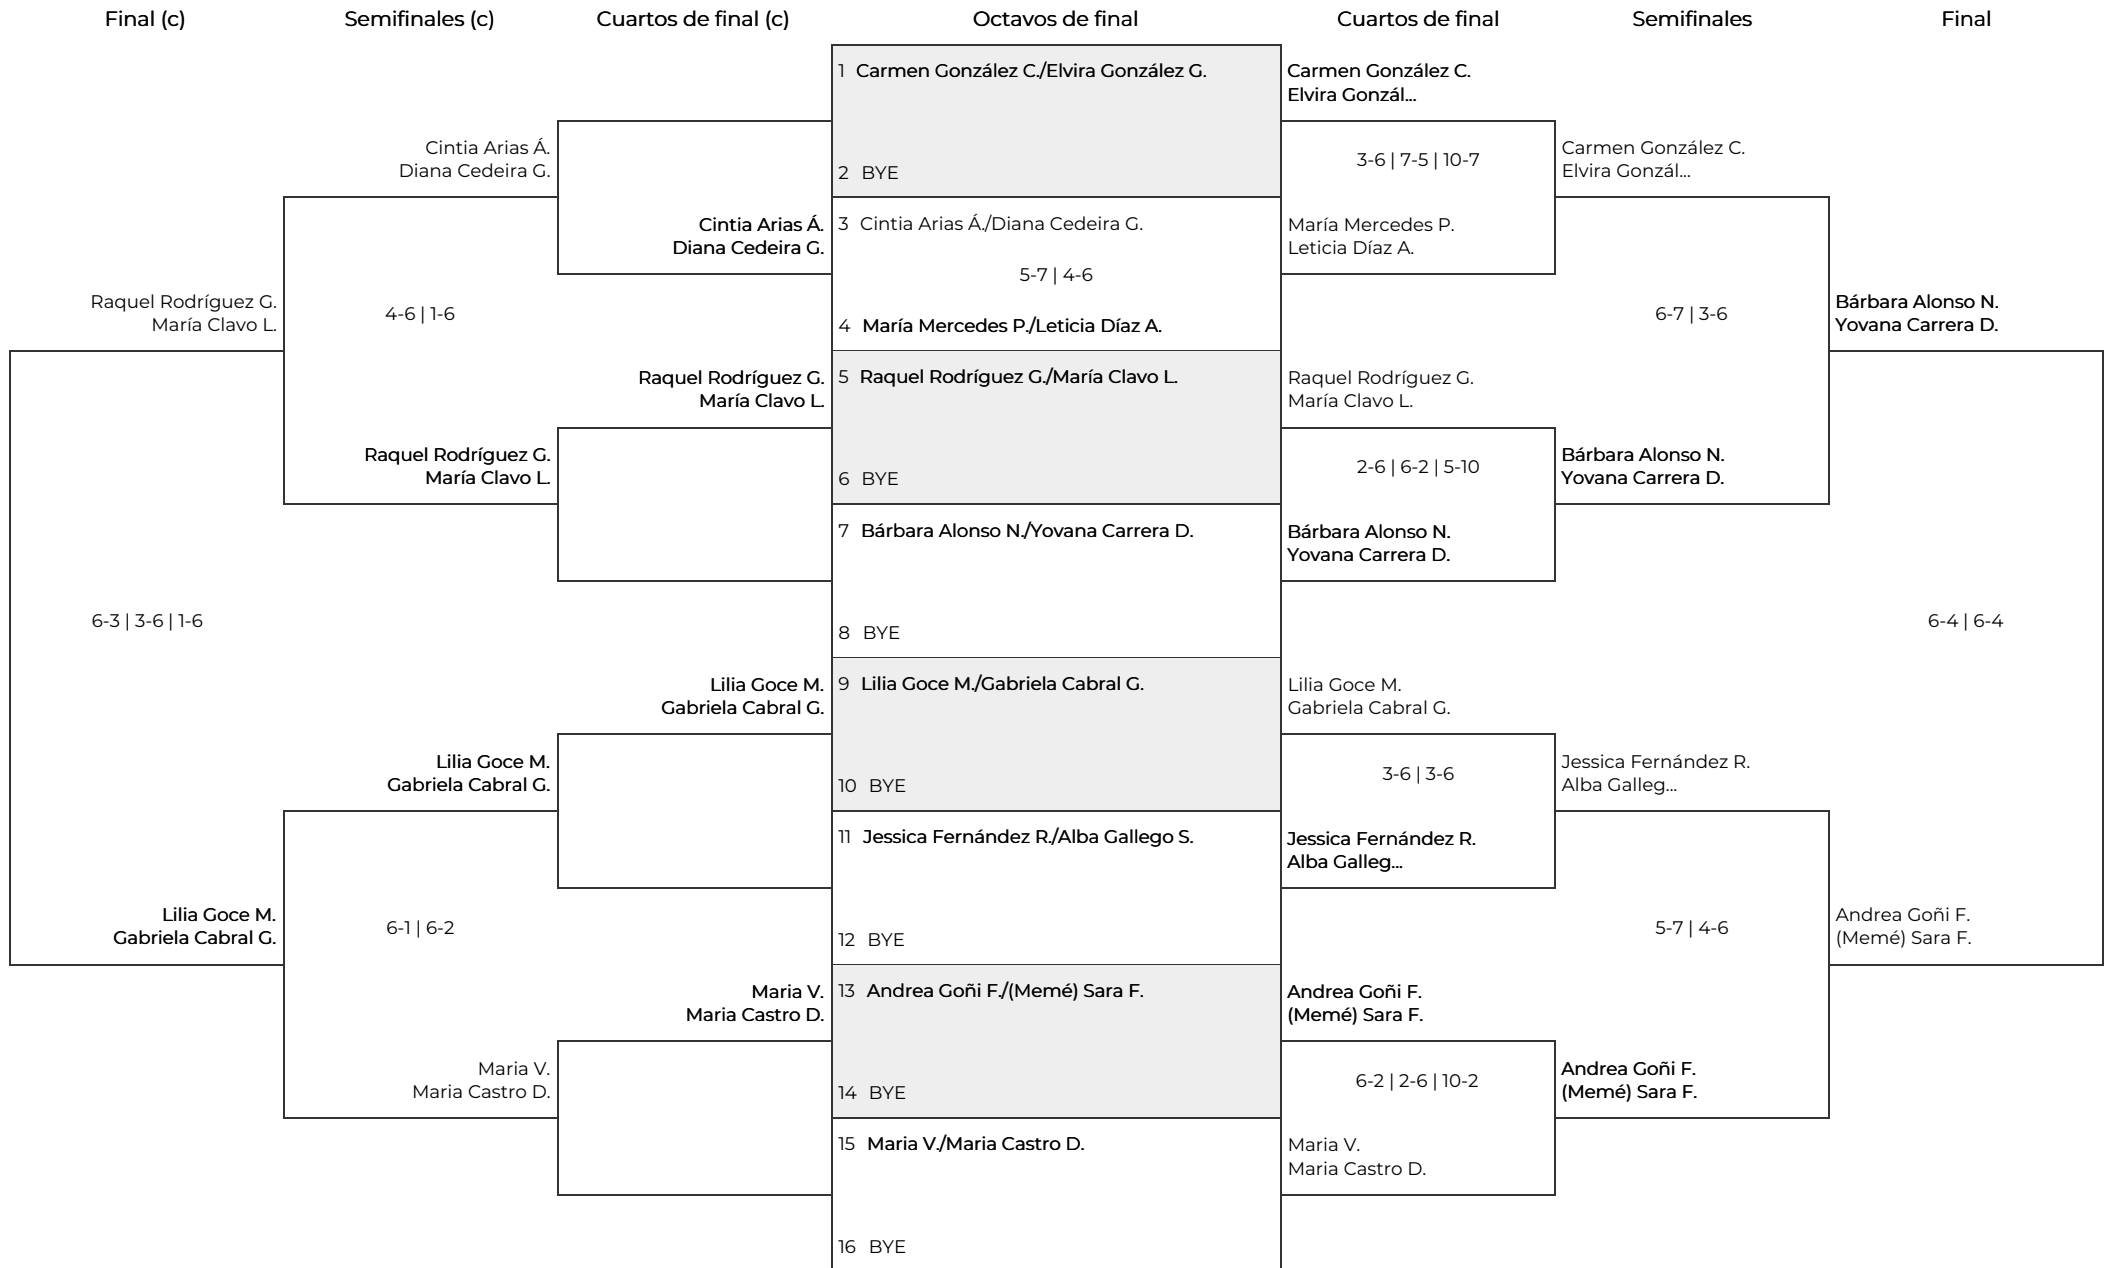 Final (c)
Semifinales (c)
Cuartos de final (c)
Octavos de final
Cuartos de final
Semifinales
Final
Raquel Rodríguez G.
María Clavo L.
6-3 | 3-6 | 1-6
Lilia Goce M.
Gabriela Cabral G.
Cintia Arias Á.
Diana Cedeira G.
4-6 | 1-6
Raquel Rodríguez G.
María Clavo L.
Lilia Goce M.
Gabriela Cabral G.
6-1 | 6-2
Maria V.
Maria Castro D.
Cintia Arias Á.
Diana Cedeira G.
Raquel Rodríguez G.
María Clavo L.
Lilia Goce M.
Gabriela Cabral G.
Maria V.
Maria Castro D.
1 Carmen González C./Elvira González G.
2 BYE
3 Cintia Arias Á./Diana Cedeira G.
5-7 | 4-6
4 María Mercedes P./Leticia Díaz A.
5 Raquel Rodríguez G./María Clavo L.
6 BYE
7 Bárbara Alonso N./Yovana Carrera D.
8 BYE
9 Lilia Goce M./Gabriela Cabral G.
10 BYE
11 Jessica Fernández R./Alba Gallego S.
12 BYE
13 Andrea Goñi F./(Memé) Sara F.
14 BYE
15 Maria V./Maria Castro D.
16 BYE
Carmen González C.
Elvira Gonzál...
3-6 | 7-5 | 10-7
María Mercedes P.
Leticia Díaz A.
Raquel Rodríguez G.
María Clavo L.
2-6 | 6-2 | 5-10
Bárbara Alonso N.
Yovana Carrera D.
Lilia Goce M.
Gabriela Cabral G.
3-6 | 3-6
Jessica Fernández R.
Alba Galleg...
Andrea Goñi F.
(Memé) Sara F.
6-2 | 2-6 | 10-2
Maria V.
Maria Castro D.
Carmen González C.
Elvira Gonzál...
6-7 | 3-6
Bárbara Alonso N.
Yovana Carrera D.
Jessica Fernández R.
Alba Galleg...
5-7 | 4-6
Andrea Goñi F.
(Memé) Sara F.
Bárbara Alonso N.
Yovana Carrera D.
6-4 | 6-4
Andrea Goñi F.
(Memé) Sara F.